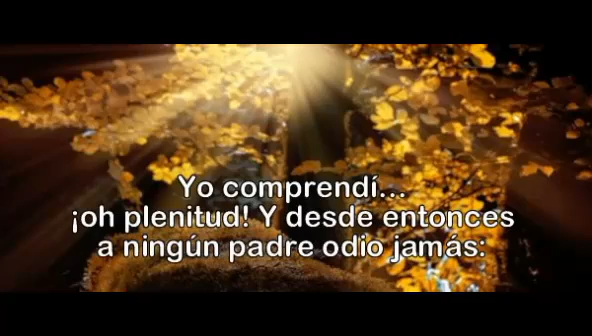 Yo comprendí...
¡oh plenitud! Y desde entonces
a ningún padre odio jamás: